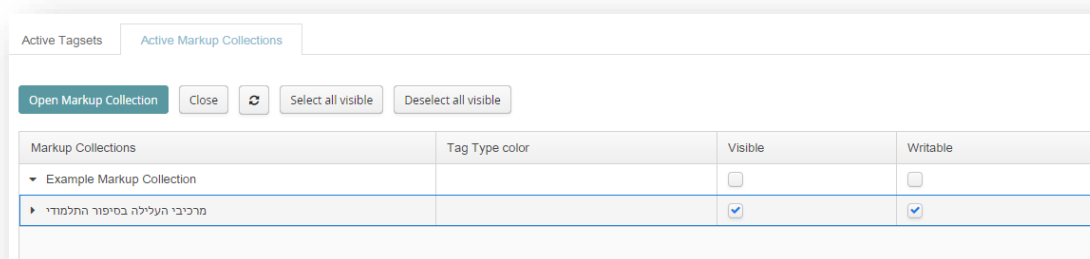 Active Tagsets Active Markup Collections
Open Markup Collection Close Select all visible Deselect all visible
Markup Collections Tag Type color Visible Writable
Example Markup Collection
מרכיבי העלילה בסיפור התלמודי